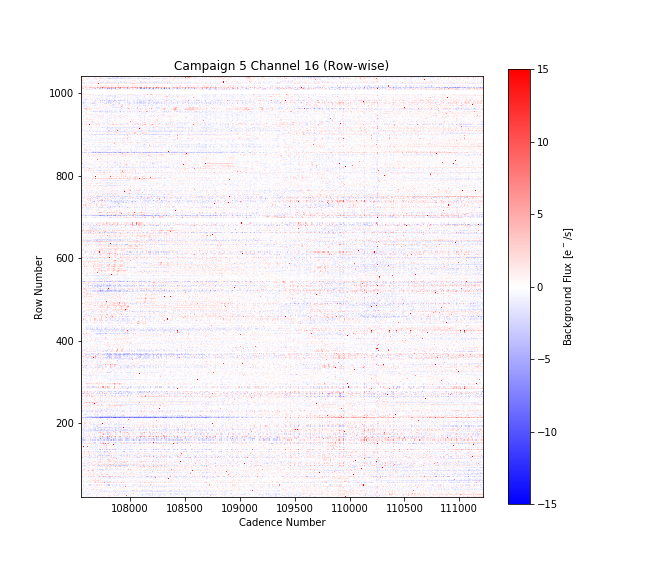 Campaign 5 Channel 16 (Row-wise)
1000
800
600
400
200
Row Number
108000 108500 109000 109500 110000 110500 111000
Cadence Number
15
10
5
0
−5
−10
−15
Background Flux [e⁻/s]